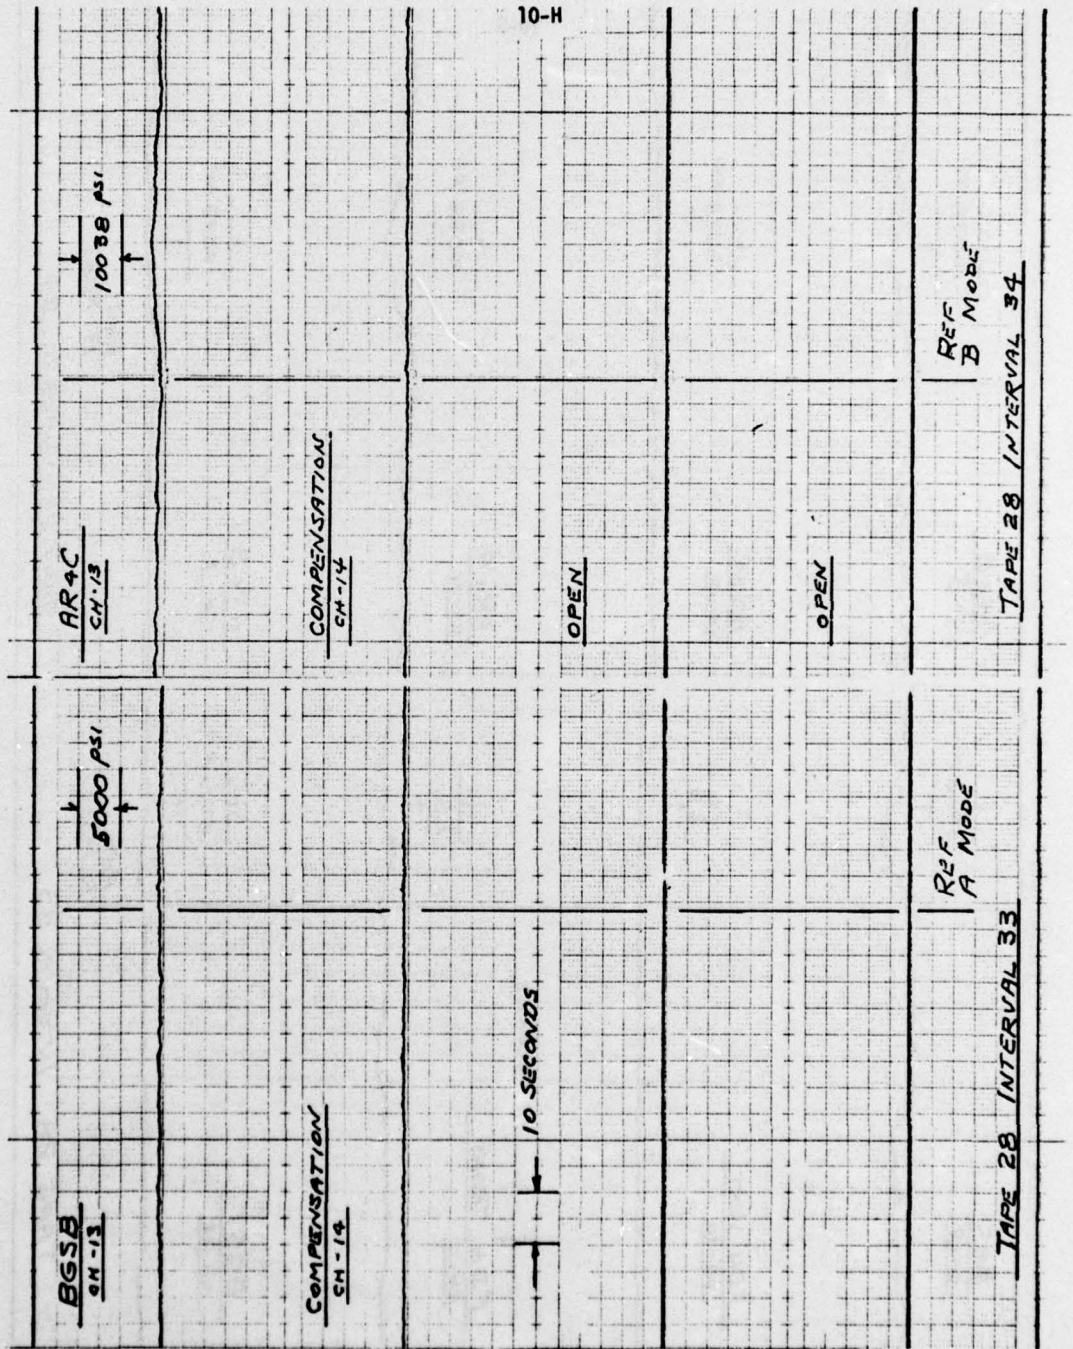 10-H
BGSB
CH-13
5000 PSI
COMPENSATION
CH-14
10 SECONDS
REF
A MODE
TAPE 28 INTERVAL 33
AR4C
CH-13
10038 PSI
COMPENSATION
CH-14
OPEN
OPEN
REF
B MODE
TAPE 28 INTERVAL 34